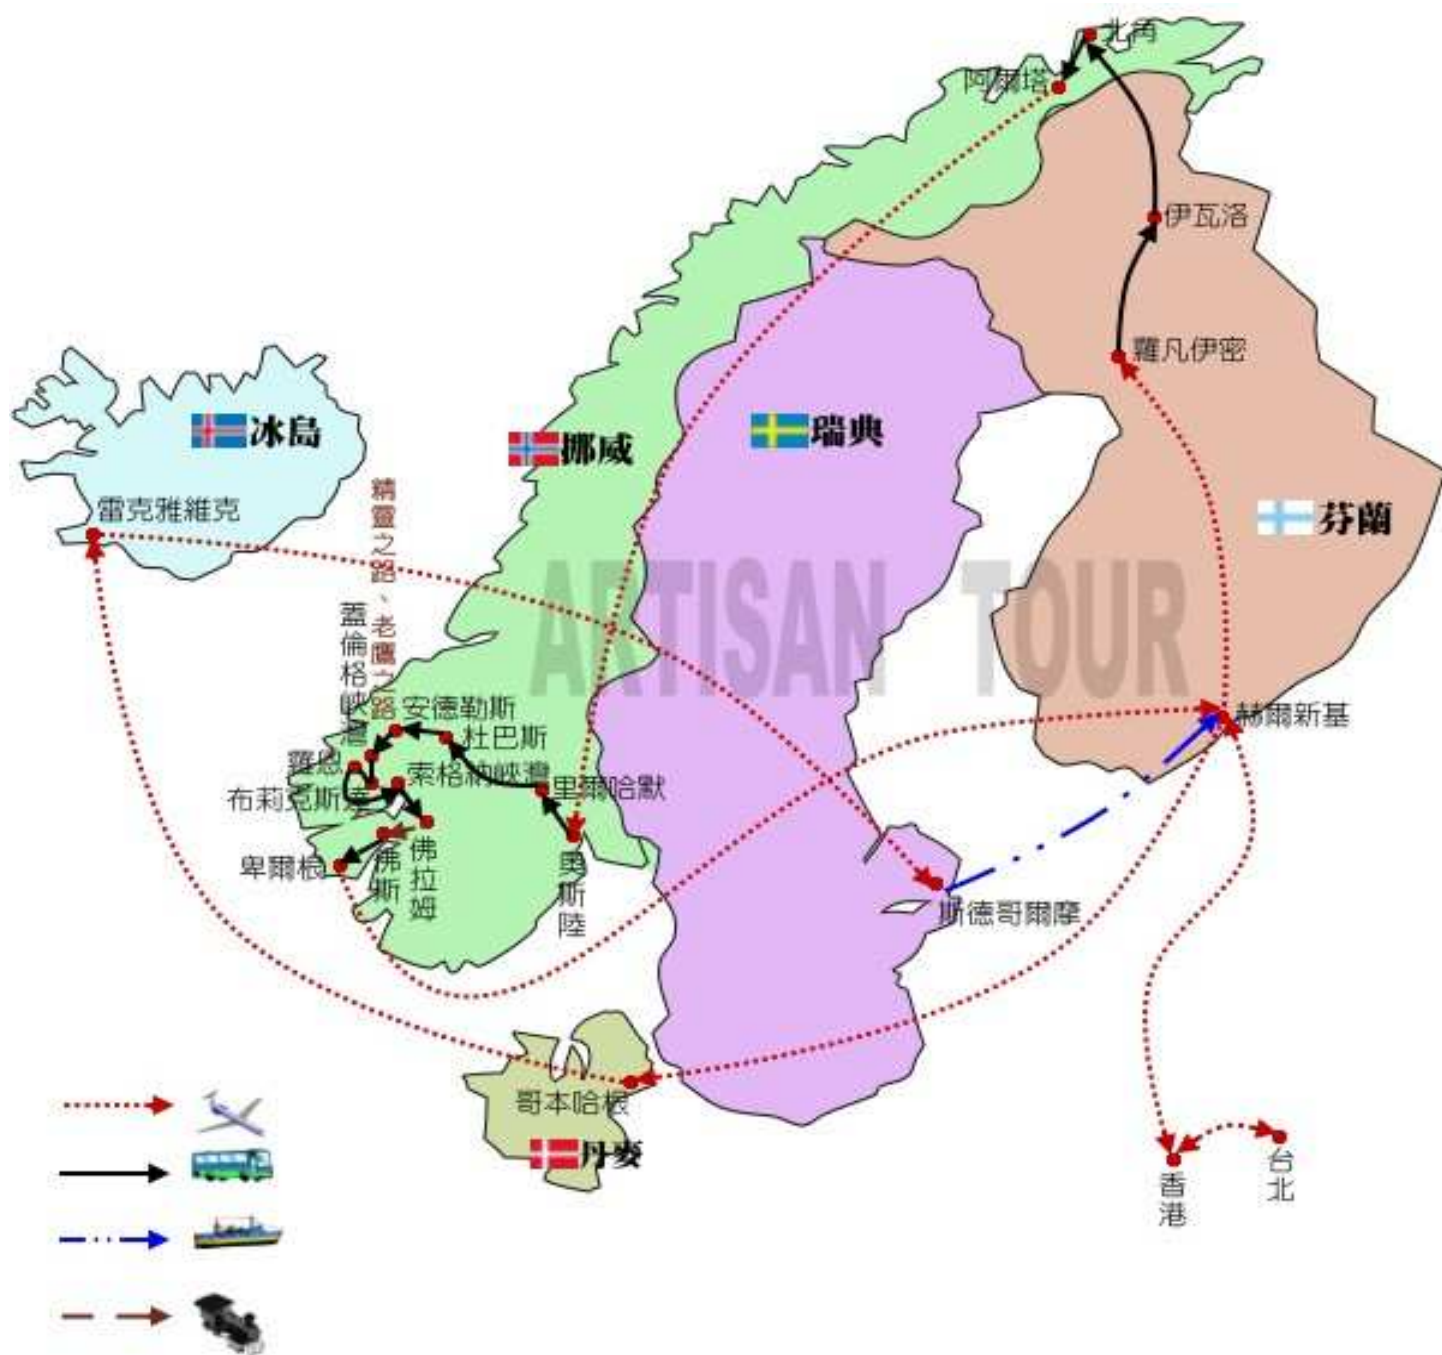 北角
阿爾塔
伊瓦洛
羅凡伊密
冰島
挪威
瑞典
芬蘭
雷克雅維克
精靈之路、老鷹之路
蓋倫格峽灣
ARTISAN TOUR
安德勒斯
杜巴斯
赫爾新基
羅恩
索格納峽灣
里爾哈默
布莉克斯達
卑爾根
佛斯
佛拉姆
奧斯陸
斯德哥爾摩
哥本哈根
丹麥
香港
台北